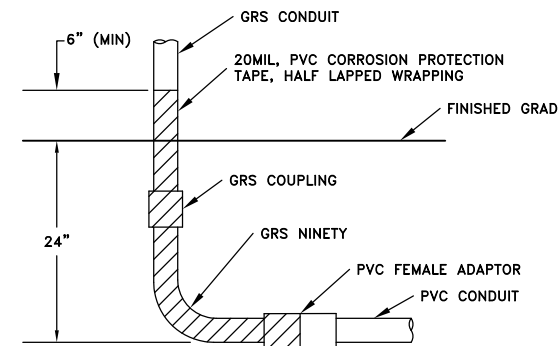 GRS CONDUIT
6" (MIN)
20MIL, PVC CORROSION PROTECTION
TAPE, HALF LAPPED WRAPPING
FINISHED GRAD
GRS COUPLING
24"
GRS NINETY
PVC FEMALE ADAPTOR
PVC CONDUIT